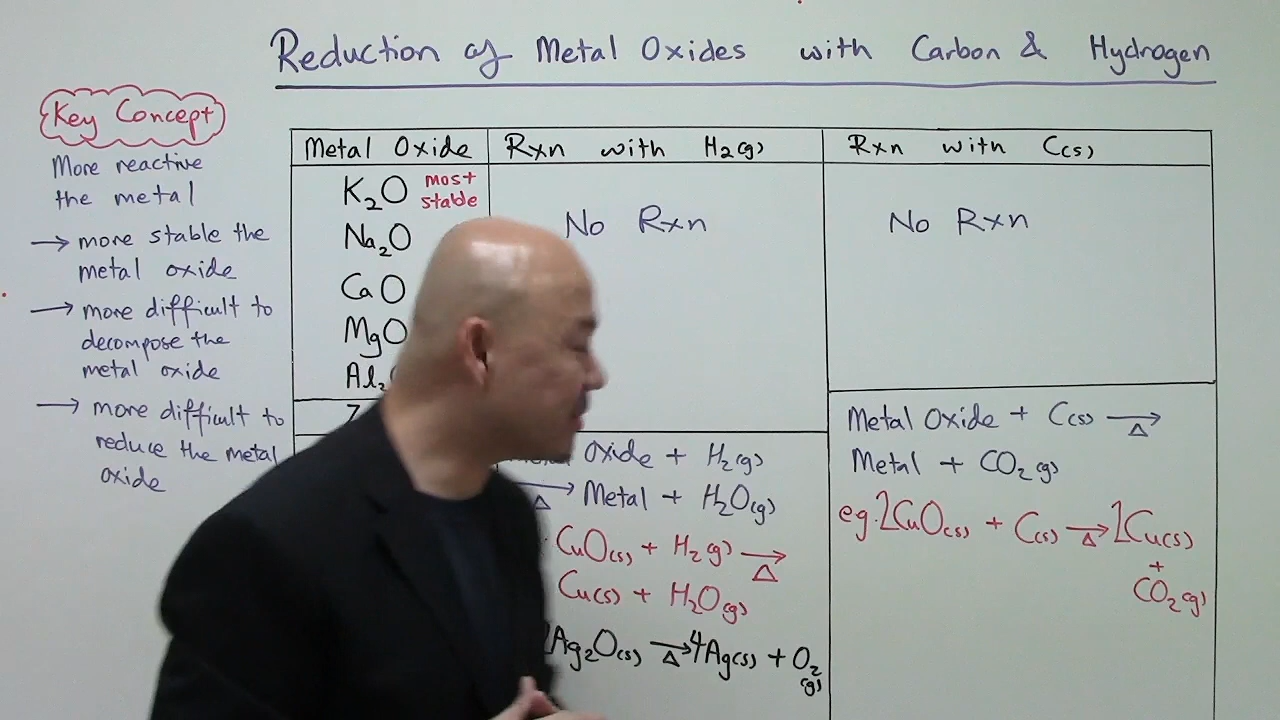 Reduction of Metal Oxides with Carbon & Hydrogen
Key Concept
More reactive
the metal
→ more stable the
metal oxide
→ more difficult to
decompose the
metal oxide
→ more difficult to
reduce the metal
oxide
Metal Oxide
K₂O most
stable
Na₂O
CaO
MgO
Al₂
Rxn with H₂(g)
No Rxn
oxide + H₂(g)
→ Δ Metal + H₂O(g)
CuO(s) + H₂(g) → Δ
Cu(s) + H₂O(g)
Ag₂O(s) → Δ 4Ag(s) + O₂
(g)
Rxn with C(s)
No Rxn
Metal Oxide + C(s) → Δ
Metal + CO₂(g)
eg. 2CuO(s) + C(s) → Δ 2Cu(s)
+
CO₂(g)